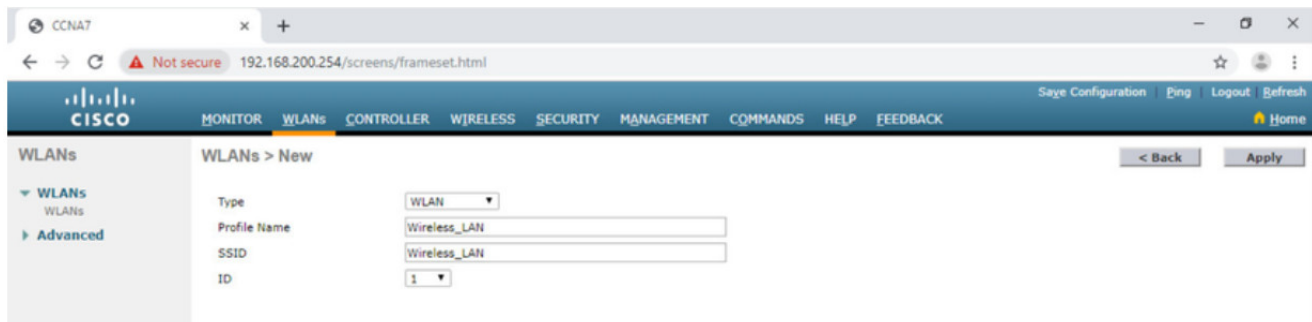 CCNA7
Not secure 192.168.200.254/screens/frameset.html
Save Configuration Ping Logout Refresh
CISCO MONITOR WLANs CONTROLLER WIRELESS SECURITY MANAGEMENT COMMANDS HELP FEEDBACK Home
WLANs
WLANs
WLANs
Advanced
WLANs > New
< Back Apply
Type WLAN
Profile Name Wireless_LAN
SSID Wireless_LAN
ID 1